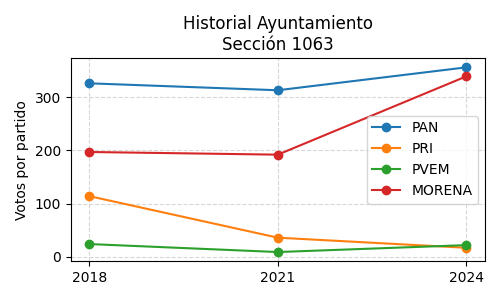 Historial Ayuntamiento
Sección 1063
Votos por partido
300
200
100
0
2018
2021
2024
PAN
PRI
PVEM
MORENA